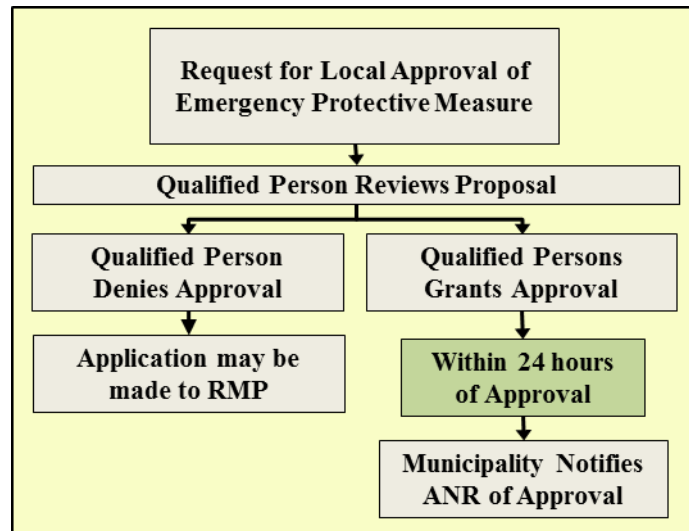 Request for Local Approval of
Emergency Protective Measure
Qualified Person Reviews Proposal
Qualified Person
Denies Approval
Qualified Persons
Grants Approval
Application may be
made to RMP
Within 24 hours
of Approval
Municipality Notifies
ANR of Approval